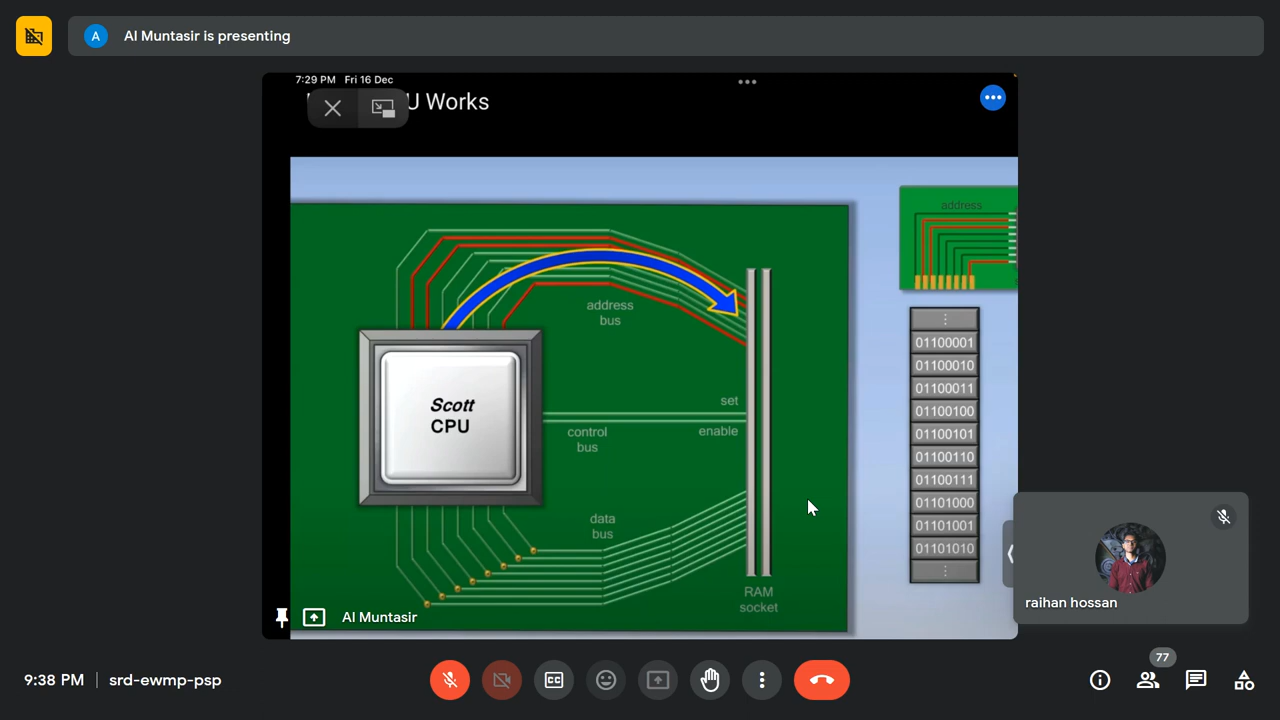 A
Al Muntasir is presenting
7:29 PM Fri 16 Dec
U Works
address
address
bus
Scott
CPU
set
control
bus
enable
data
bus
RAM
socket
01100001
01100010
01100011
01100100
01100101
01100110
01100111
01101000
01101001
01101010
Al Muntasir
raihan hossan
9:38 PM | srd-ewmp-psp
CC
77